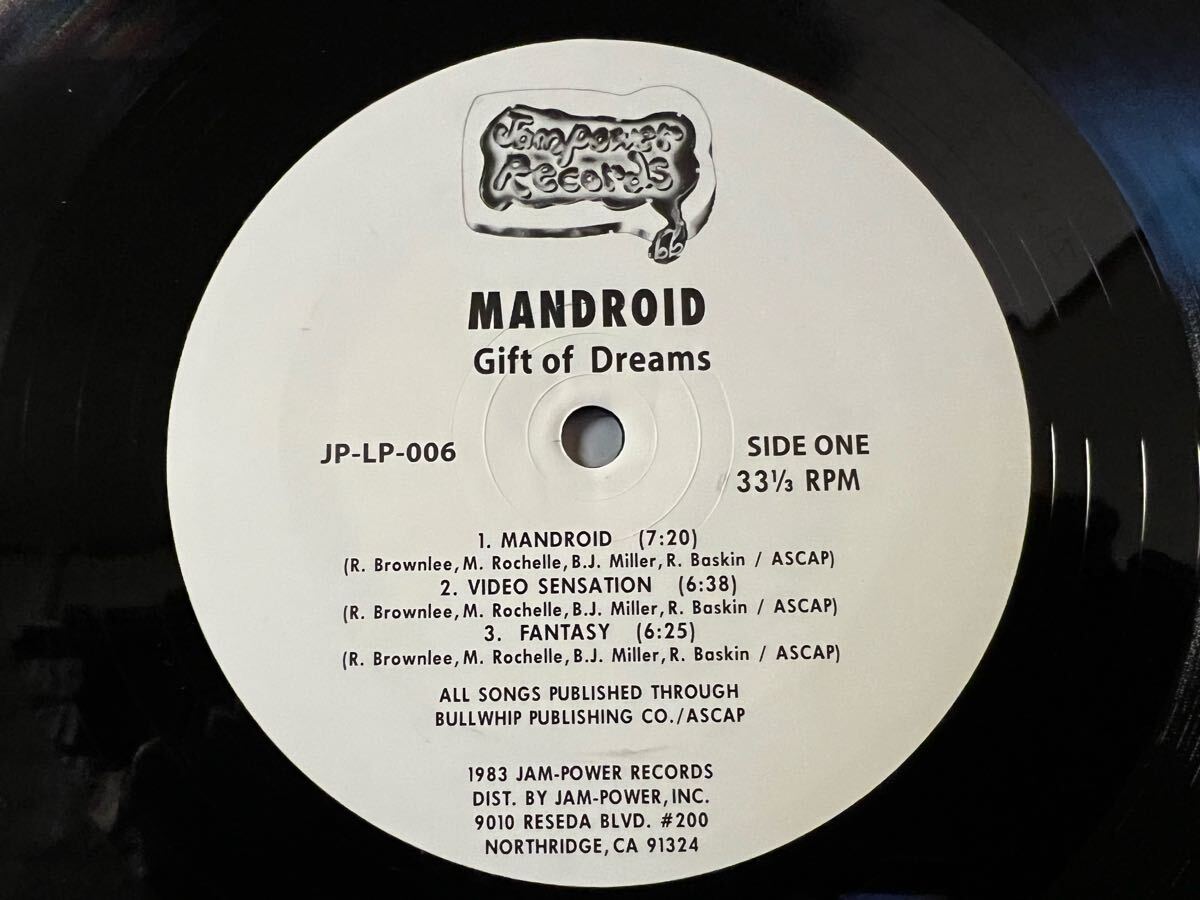 Jampower
Records
MANDROID
Gift of Dreams
JP-LP-006
SIDE ONE
33⅓ RPM
1. MANDROID (7:20)
(R. Brownlee, M. Rochelle, B.J. Miller, R. Baskin / ASCAP)
2. VIDEO SENSATION (6:38)
(R. Brownlee, M. Rochelle, B.J. Miller, R. Baskin / ASCAP)
3. FANTASY (6:25)
(R. Brownlee, M. Rochelle, B.J. Miller, R. Baskin / ASCAP)
ALL SONGS PUBLISHED THROUGH
BULLWHIP PUBLISHING CO./ASCAP
1983 JAM-POWER RECORDS
DIST. BY JAM-POWER, INC.
9010 RESEDA BLVD. #200
NORTHRIDGE, CA 91324